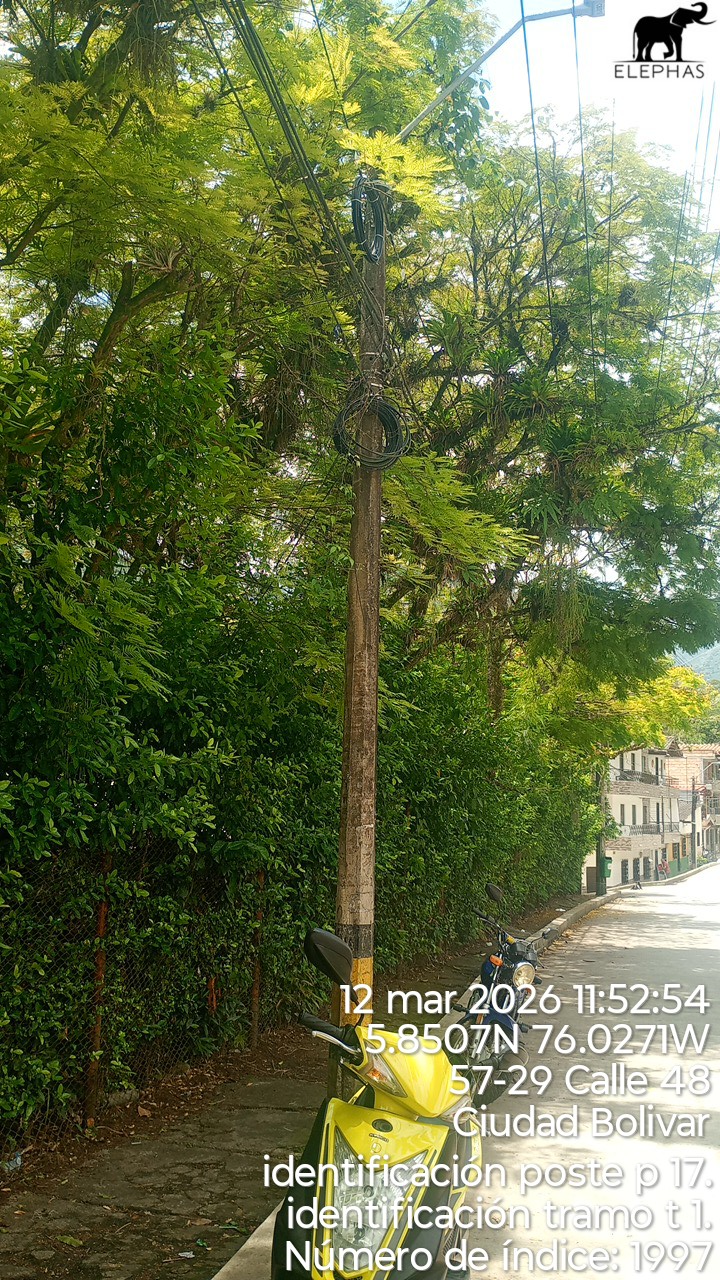 ELEPHAS
12 mar 2026 11:52:54
5.8507N 76.0271W
57-29 Calle 48
Ciudad Bolivar
identificación poste p 17.
identificación tramo t 1.
Número de índice: 1997